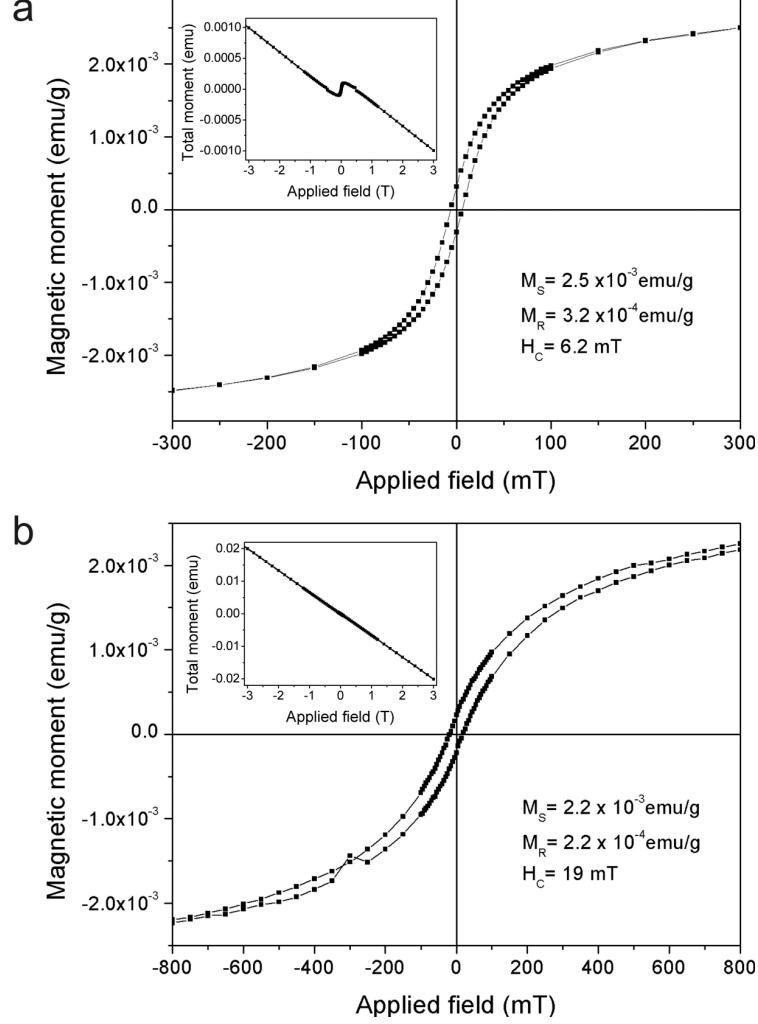 a
Magnetic moment (emu/g)
2.0x10⁻³
1.0x10⁻³
0.0
-1.0x10⁻³
-2.0x10⁻³
-300 -200 -100 0 100 200 300
Applied field (mT)
Total moment (emu)
0.0010
0.0005
0.0000
-0.0005
-0.0010
-3 -2 -1 0 1 2 3
Applied field (T)
M_S= 2.5 x10⁻³emu/g
M_R= 3.2 x10⁻⁴emu/g
H_C= 6.2 mT
b
Magnetic moment (emu/g)
2.0x10⁻³
1.0x10⁻³
0.0
-1.0x10⁻³
-2.0x10⁻³
-800 -600 -400 -200 0 200 400 600 800
Applied field (mT)
Total moment (emu)
0.02
0.01
0.00
-0.01
-0.02
-3 -2 -1 0 1 2 3
Applied field (T)
M_S= 2.2 x 10⁻³emu/g
M_R= 2.2 x 10⁻⁴emu/g
H_C= 19 mT